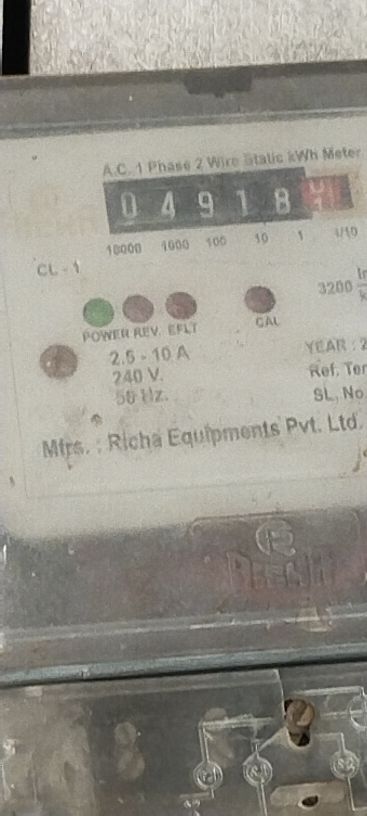 A.C. 1 Phase 2 Wire Static kWh Meter
0 4 9 1 8
10000 1000 100 10 1 1/10
CL - 1
3200
POWER REV. EFLT CAL
2.5 - 10 A
240 V.
50 Hz.
YEAR : 2
Ref. Ter
SL, No
Mfrs. : Richa Equipments Pvt. Ltd.
R